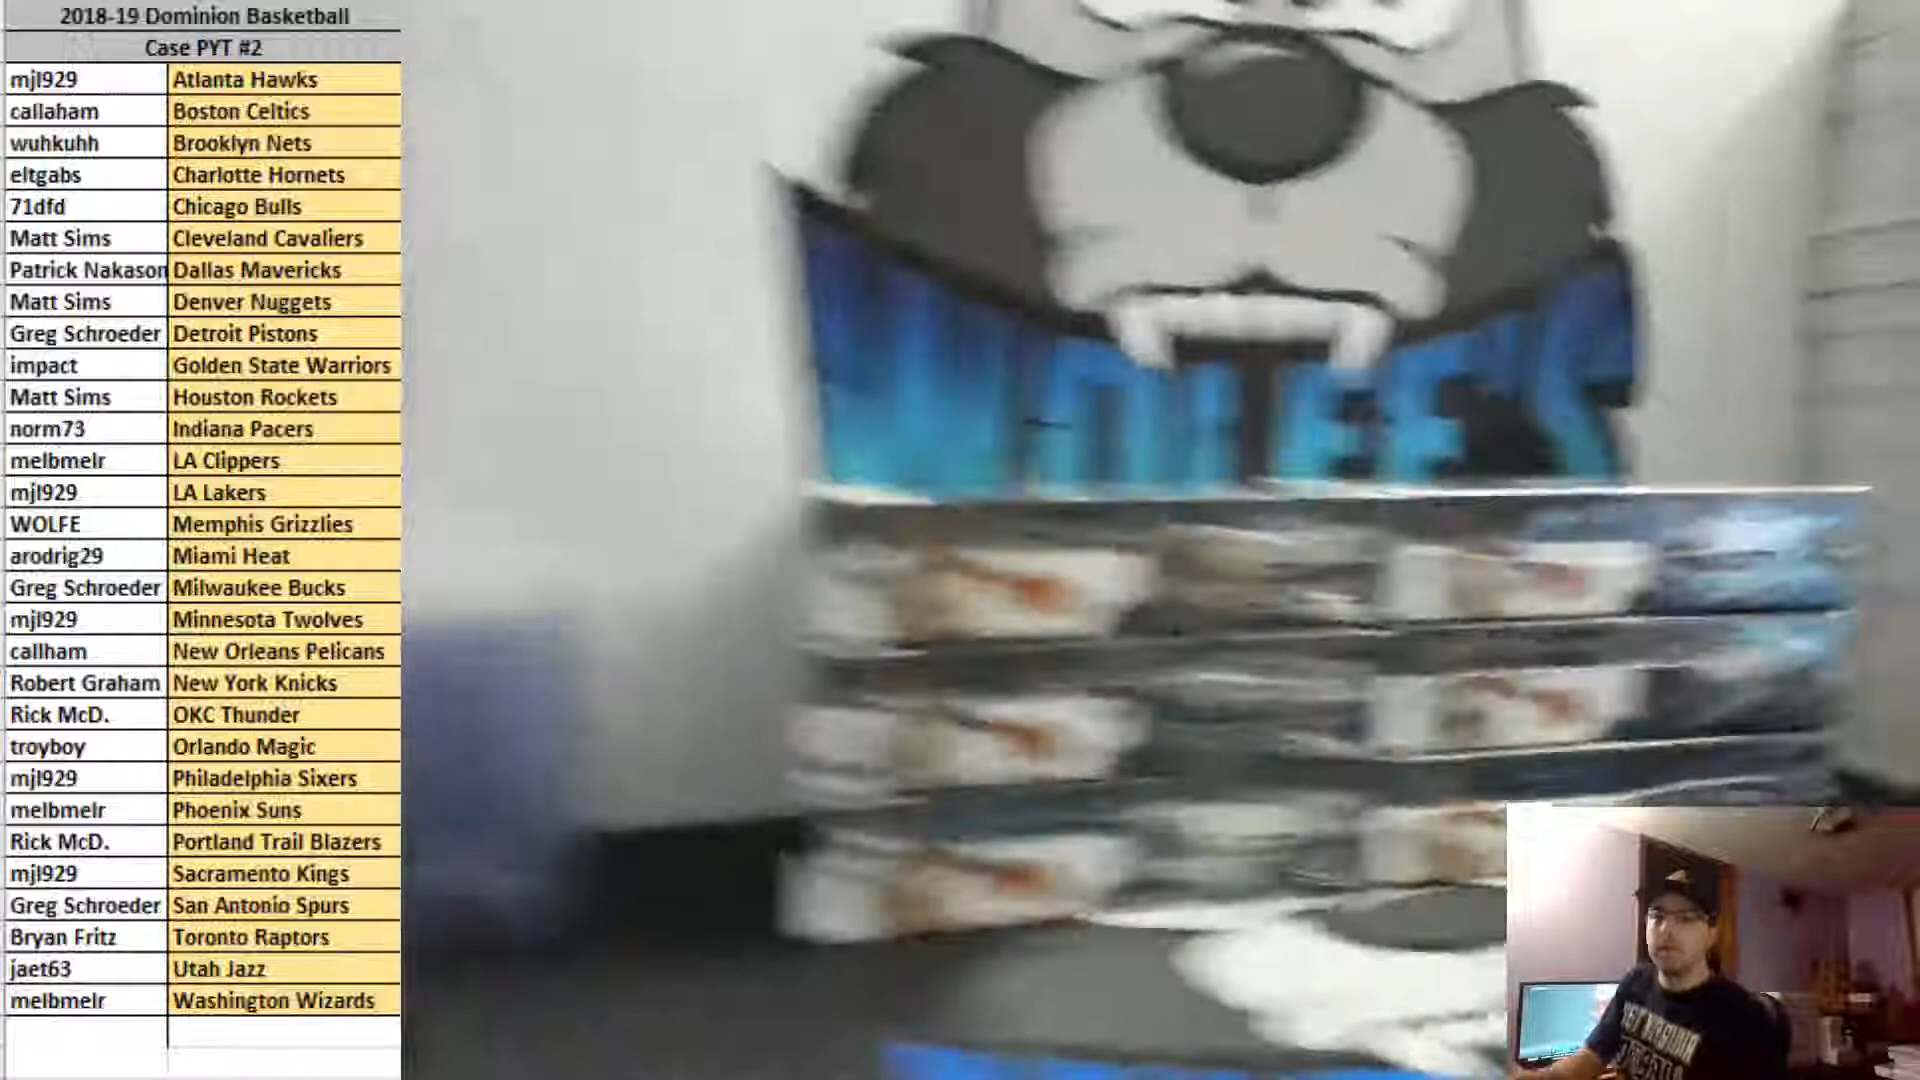 2018-19 Dominion Basketball
Case PYT #2
mjl929 Atlanta Hawks
callaham Boston Celtics
wuhkuhh Brooklyn Nets
eltgabs Charlotte Hornets
71dfd Chicago Bulls
Matt Sims Cleveland Cavaliers
Patrick Nakason Dallas Mavericks
Matt Sims Denver Nuggets
Greg Schroeder Detroit Pistons
impact Golden State Warriors
Matt Sims Houston Rockets
norm73 Indiana Pacers
melbmelr LA Clippers
mjl929 LA Lakers
WOLFE Memphis Grizzlies
arodrig29 Miami Heat
Greg Schroeder Milwaukee Bucks
mjl929 Minnesota Twolves
callham New Orleans Pelicans
Robert Graham New York Knicks
Rick McD. OKC Thunder
troyboy Orlando Magic
mjl929 Philadelphia Sixers
melbmelr Phoenix Suns
Rick McD. Portland Trail Blazers
mjl929 Sacramento Kings
Greg Schroeder San Antonio Spurs
Bryan Fritz Toronto Raptors
jaet63 Utah Jazz
melbmelr Washington Wizards